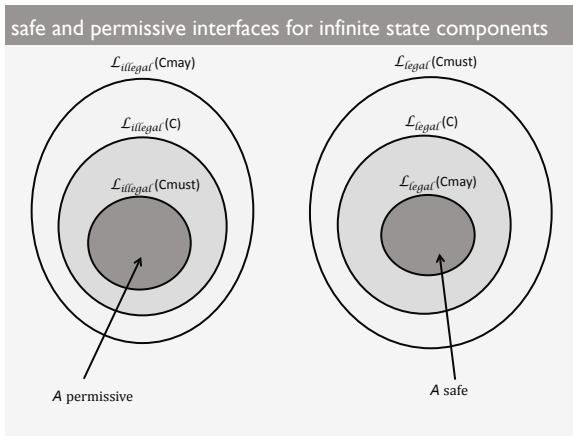 safe and permissive interfaces for infinite state components
ℒillegal(Cmay)
ℒillegal(C)
ℒillegal(Cmust)
A permissive
ℒlegal(Cmust)
ℒlegal(C)
ℒlegal(Cmay)
A safe